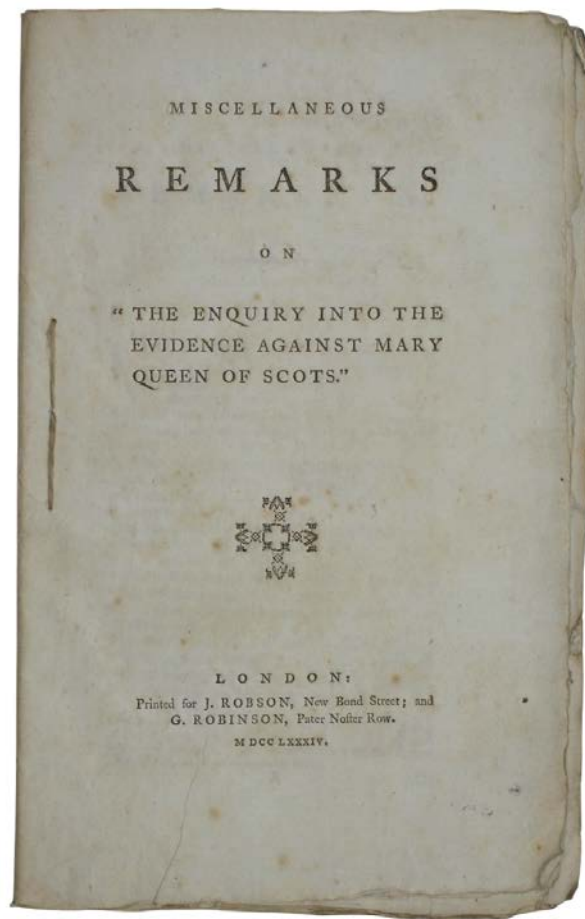 MISCELLANEOUS
REMARKS
ON
“ THE ENQUIRY INTO THE
EVIDENCE AGAINST MARY
QUEEN OF SCOTS.”
LONDON:
Printed for J. ROBSON, New Bond Street; and
G. ROBINSON, Pater Noster Row.
M DCC LXXXIV.